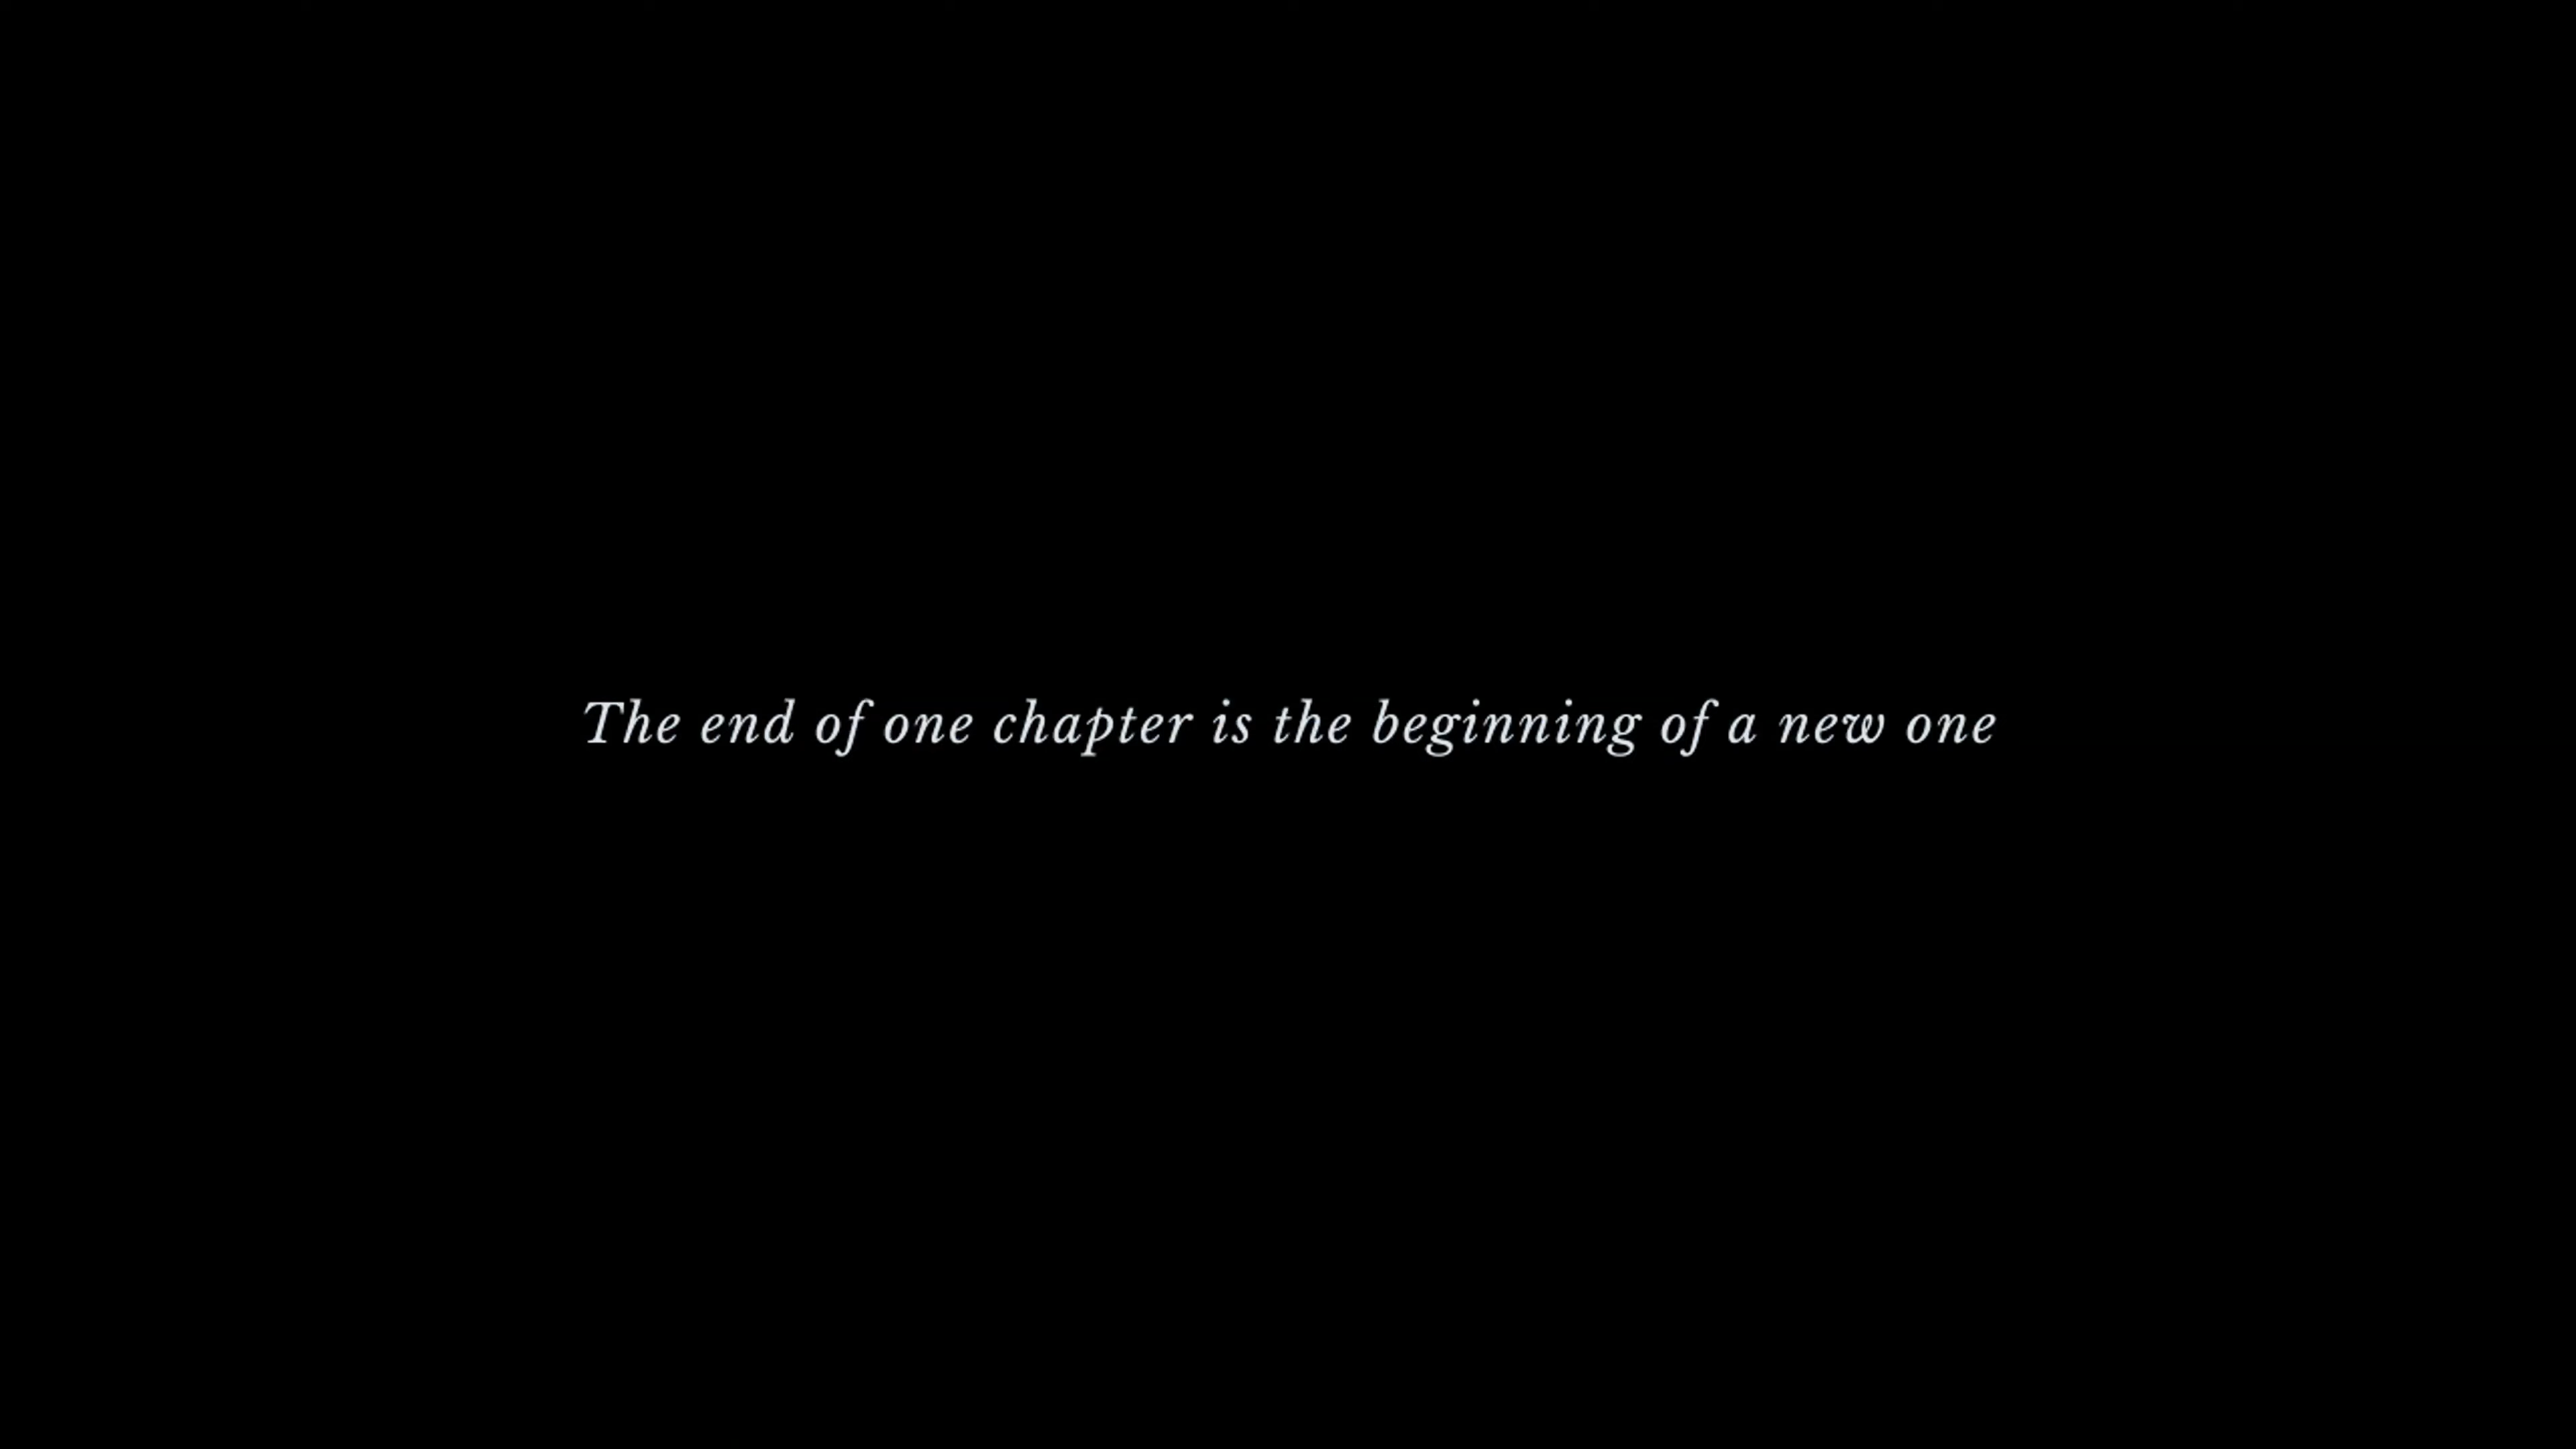 The end of one chapter is the beginning of a new one